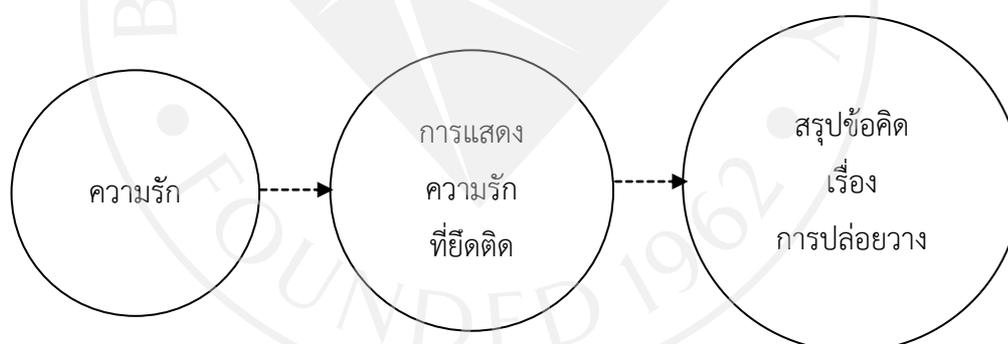 ความรัก
การแสดง
ความรัก
ที่ยึดติด
สรุปข้อคิด
เรื่อง
การปล่อยวาง
FOUNDED 1962